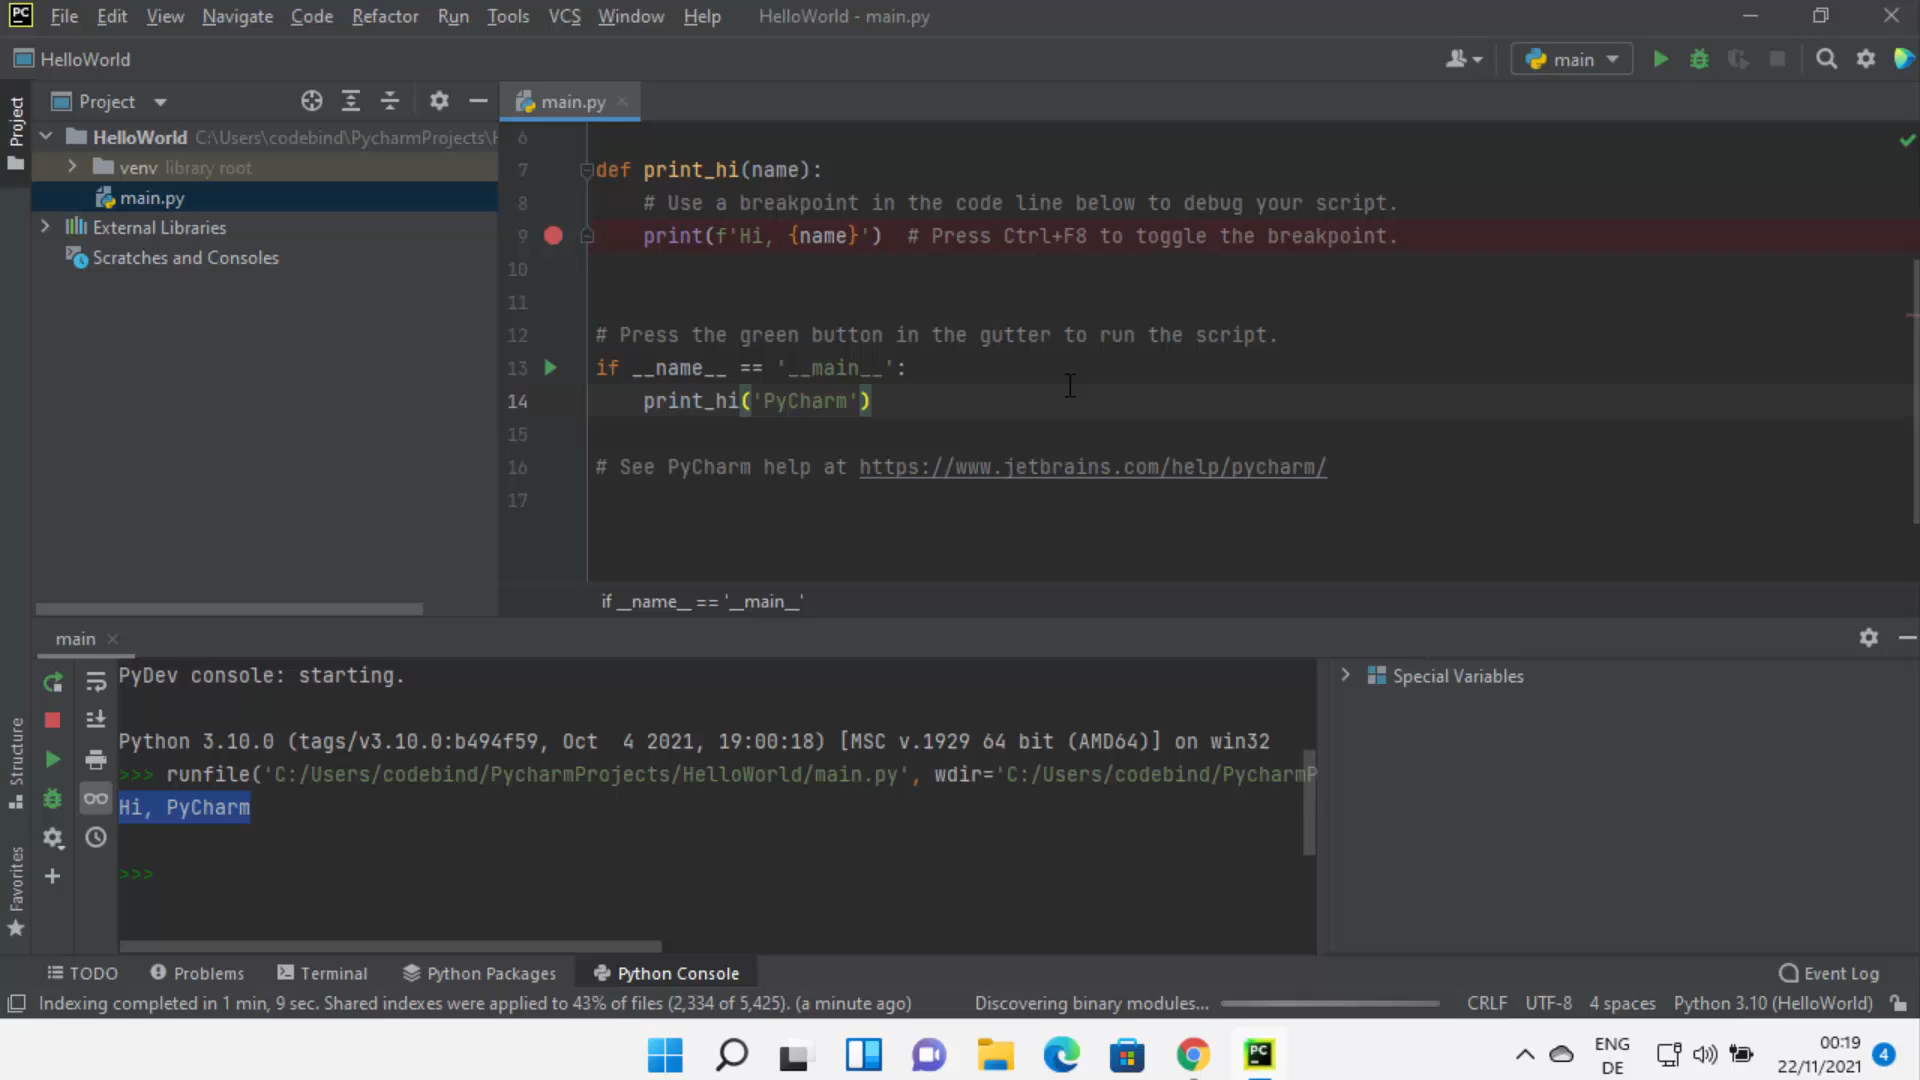 PC File Edit View Navigate Code Refactor Run Tools VCS Window Help HelloWorld - main.py
HelloWorld
main
Project
Project
main.py
HelloWorld C:\Users\codebind\PycharmProjects\H
venv library root
main.py
External Libraries
Scratches and Consoles
6
7 def print_hi(name):
8 # Use a breakpoint in the code line below to debug your script.
9 print(f'Hi, {name}') # Press Ctrl+F8 to toggle the breakpoint.
10
11
12 # Press the green button in the gutter to run the script.
13 if __name__ == '__main__':
14 print_hi('PyCharm')
15
16 # See PyCharm help at https://www.jetbrains.com/help/pycharm/
17
if __name__ == '__main__'
main
PyDev console: starting.
Python 3.10.0 (tags/v3.10.0:b494f59, Oct  4 2021, 19:00:18) [MSC v.1929 64 bit (AMD64)] on win32
>>> runfile('C:/Users/codebind/PycharmProjects/HelloWorld/main.py', wdir='C:/Users/codebind/PycharmP
Hi, PyCharm
>>>
Special Variables
Structure
Favorites
TODO Problems Terminal Python Packages Python Console Event Log
Indexing completed in 1 min, 9 sec. Shared indexes were applied to 43% of files (2,334 of 5,425). (a minute ago) Discovering binary modules... CRLF UTF-8 4 spaces Python 3.10 (HelloWorld)
PC
ENG
DE
00:19
22/11/2021
4